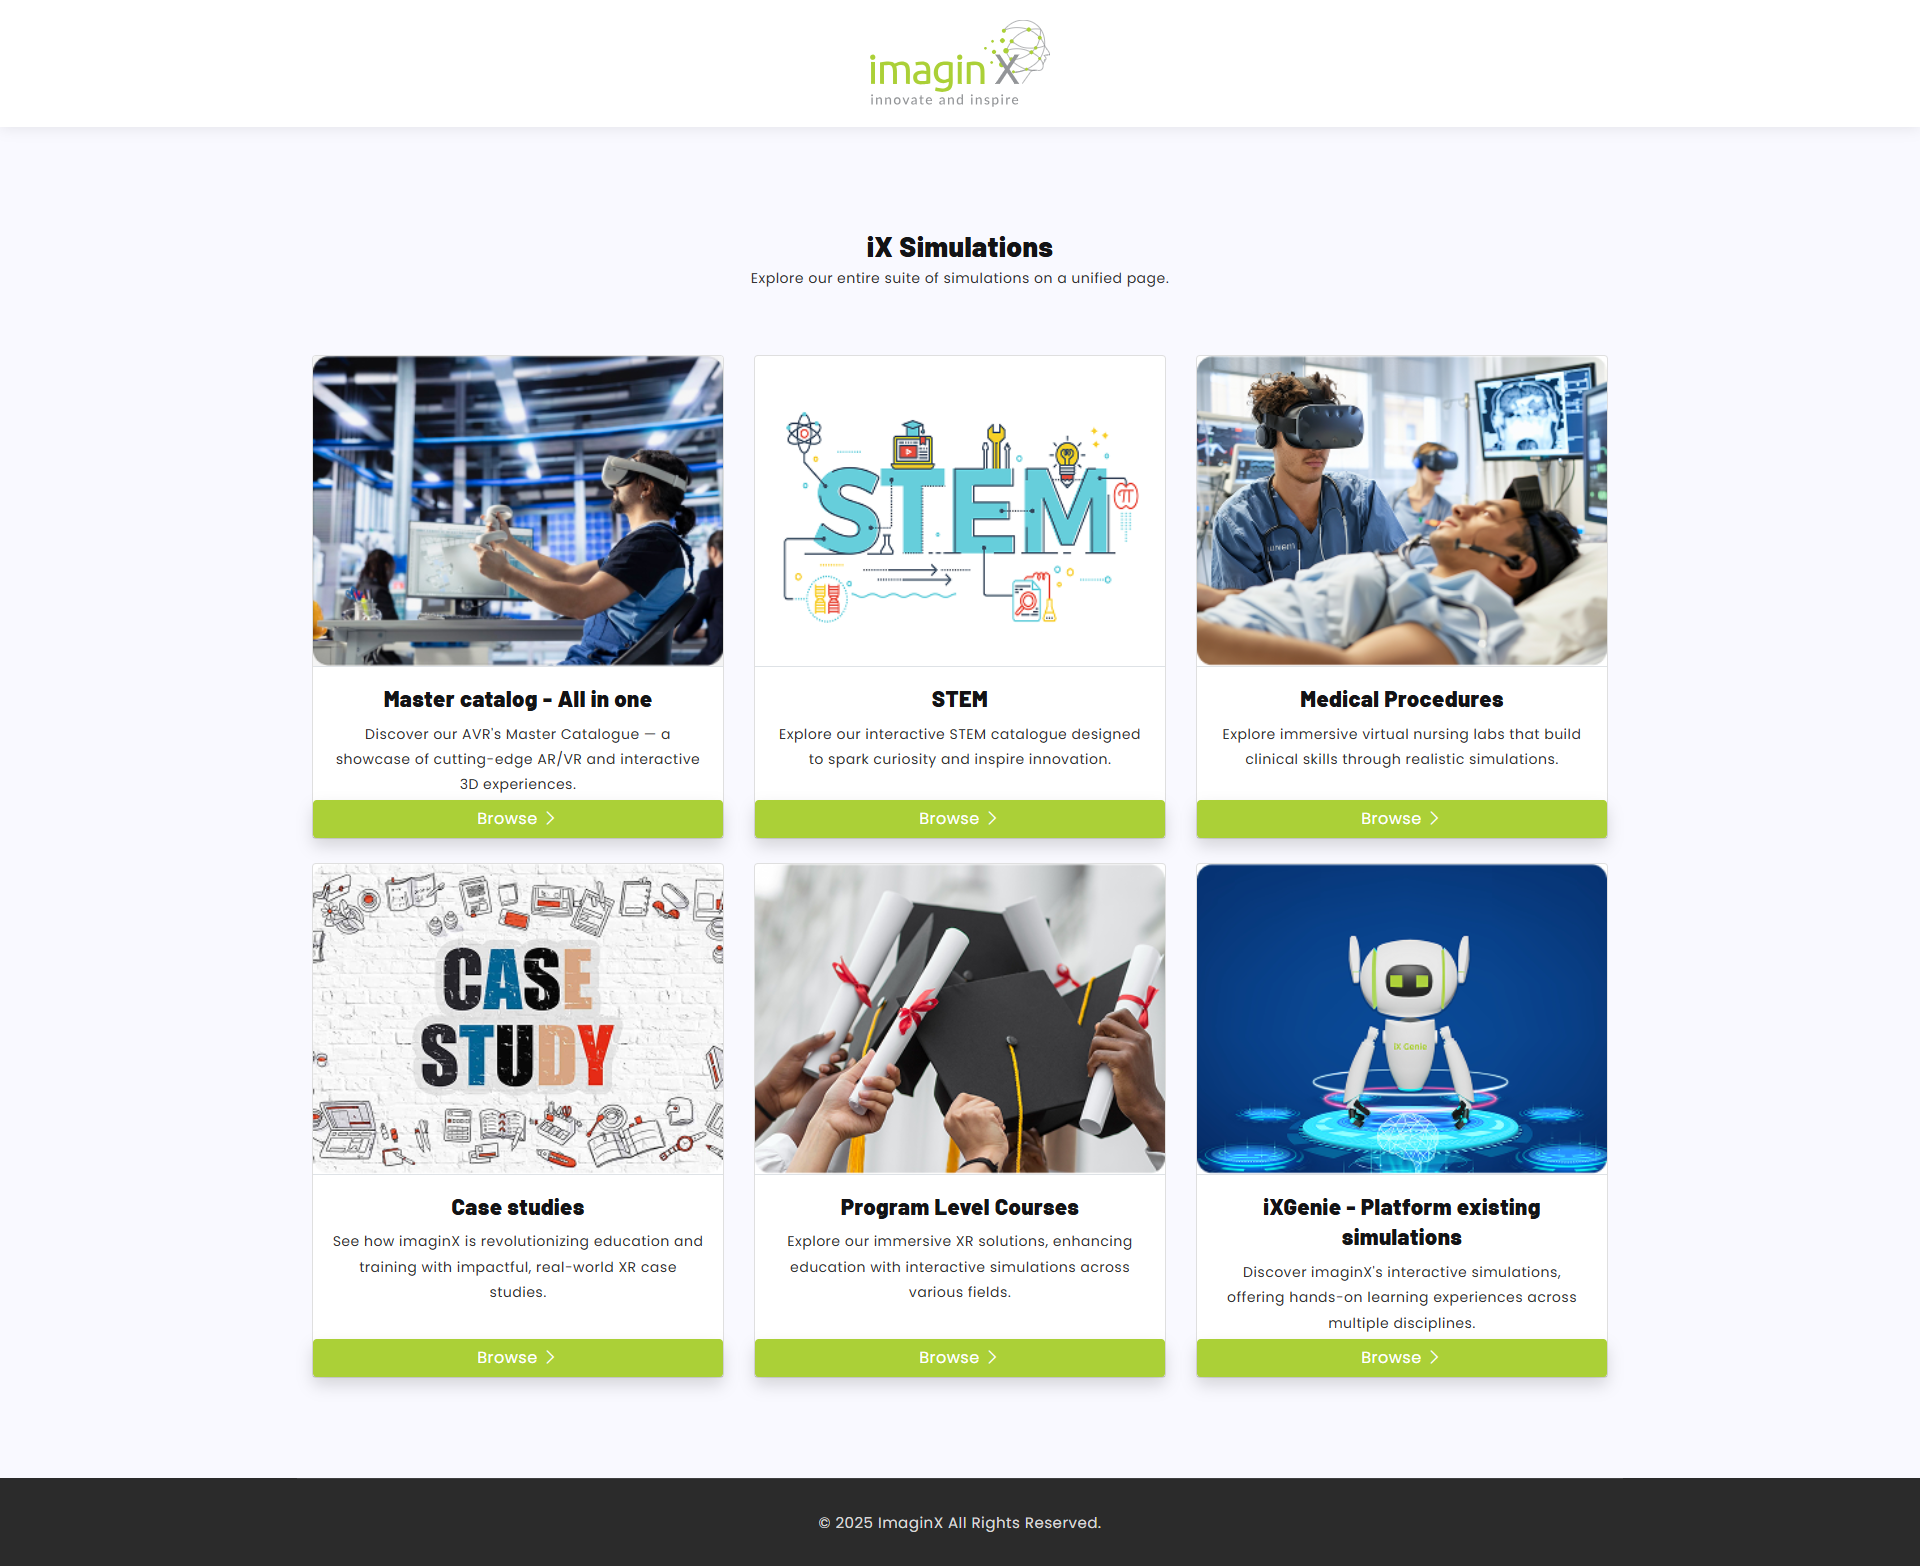 imagin X
innovate and inspire
iX Simulations
Explore our entire suite of simulations on a unified page.
STEM
Master catalog - All in one
Discover our AVR's Master Catalogue — a
showcase of cutting-edge AR/VR and interactive
3D experiences.
Browse
STEM
Explore our interactive STEM catalogue designed
to spark curiosity and inspire innovation.
Browse
Medical Procedures
Explore immersive virtual nursing labs that build
clinical skills through realistic simulations.
Browse
CASE
STUDY
iX Genie
Case studies
See how imaginX is revolutionizing education and
training with impactful, real-world XR case
studies.
Browse
Program Level Courses
Explore our immersive XR solutions, enhancing
education with interactive simulations across
various fields.
Browse
iXGenie - Platform existing
simulations
Discover imaginX's interactive simulations,
offering hands-on learning experiences across
multiple disciplines.
Browse
© 2025 ImaginX All Rights Reserved.